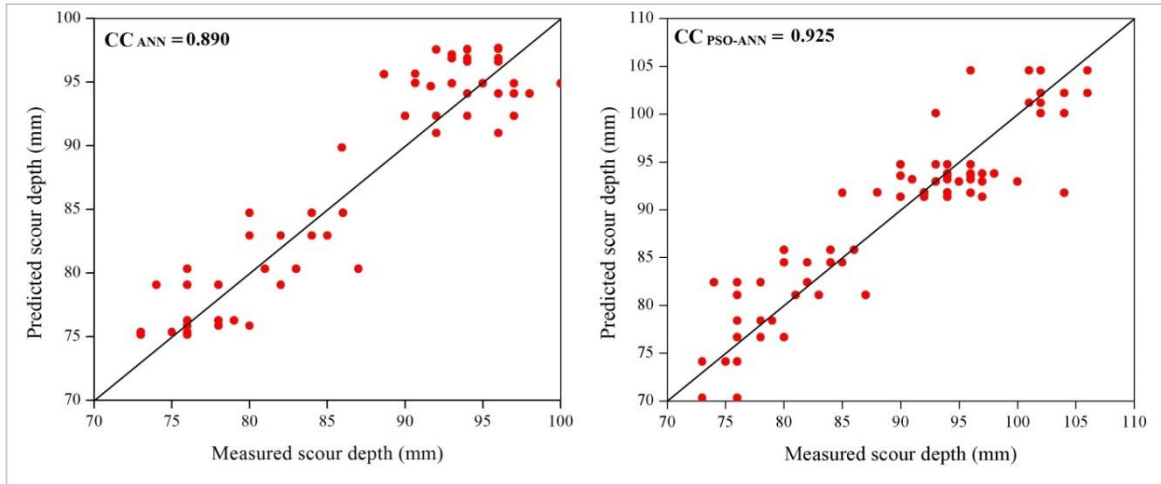 CC ANN = 0.890
100
95
90
85
80
75
70
Predicted scour depth (mm)
70 75 80 85 90 95 100
Measured scour depth (mm)
CC PSO-ANN = 0.925
110
105
100
95
90
85
80
75
70
Predicted scour depth (mm)
70 75 80 85 90 95 100 105 110
Measured scour depth (mm)